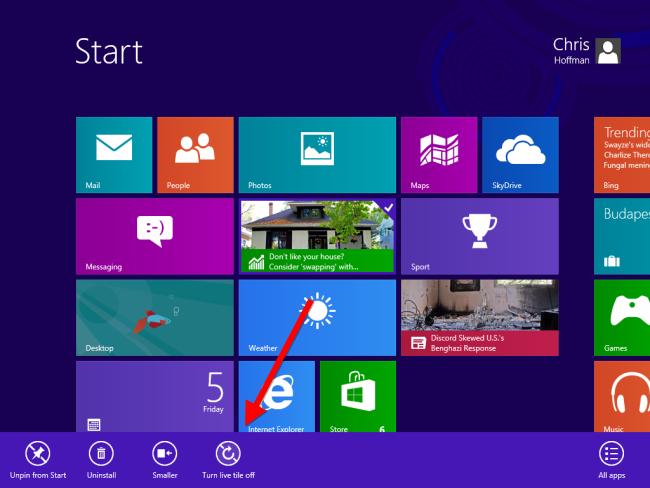 Start
Chris
Hoffman
Mail
People
Photos
Maps
SkyDrive
Trending
Swayze's wid
Charlize Ther
Fungal menin
Bing
Messaging
:-)
Don't like your house?
Consider 'swapping' with...
Sport
Budapes
Desktop
Weather
Discord Skewed U.S.'s
Benghazi Response
Games
5
Friday
Internet Explorer
Store
6
Music
Unpin from Start
Uninstall
Smaller
Turn live tile off
All apps